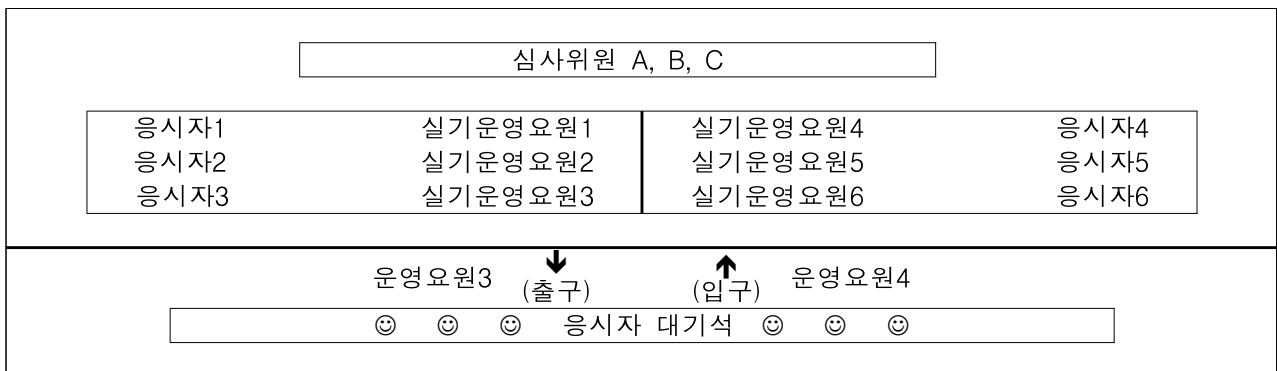 심사위원 A, B, C
응시자1 실기운영요원1 실기운영요원4 응시자4
응시자2 실기운영요원2 실기운영요원5 응시자5
응시자3 실기운영요원3 실기운영요원6 응시자6
운영요원3 🡫 🡩 운영요원4
(출구) (입구)
☺ ☺ ☺ 응시자 대기석 ☺ ☺ ☺